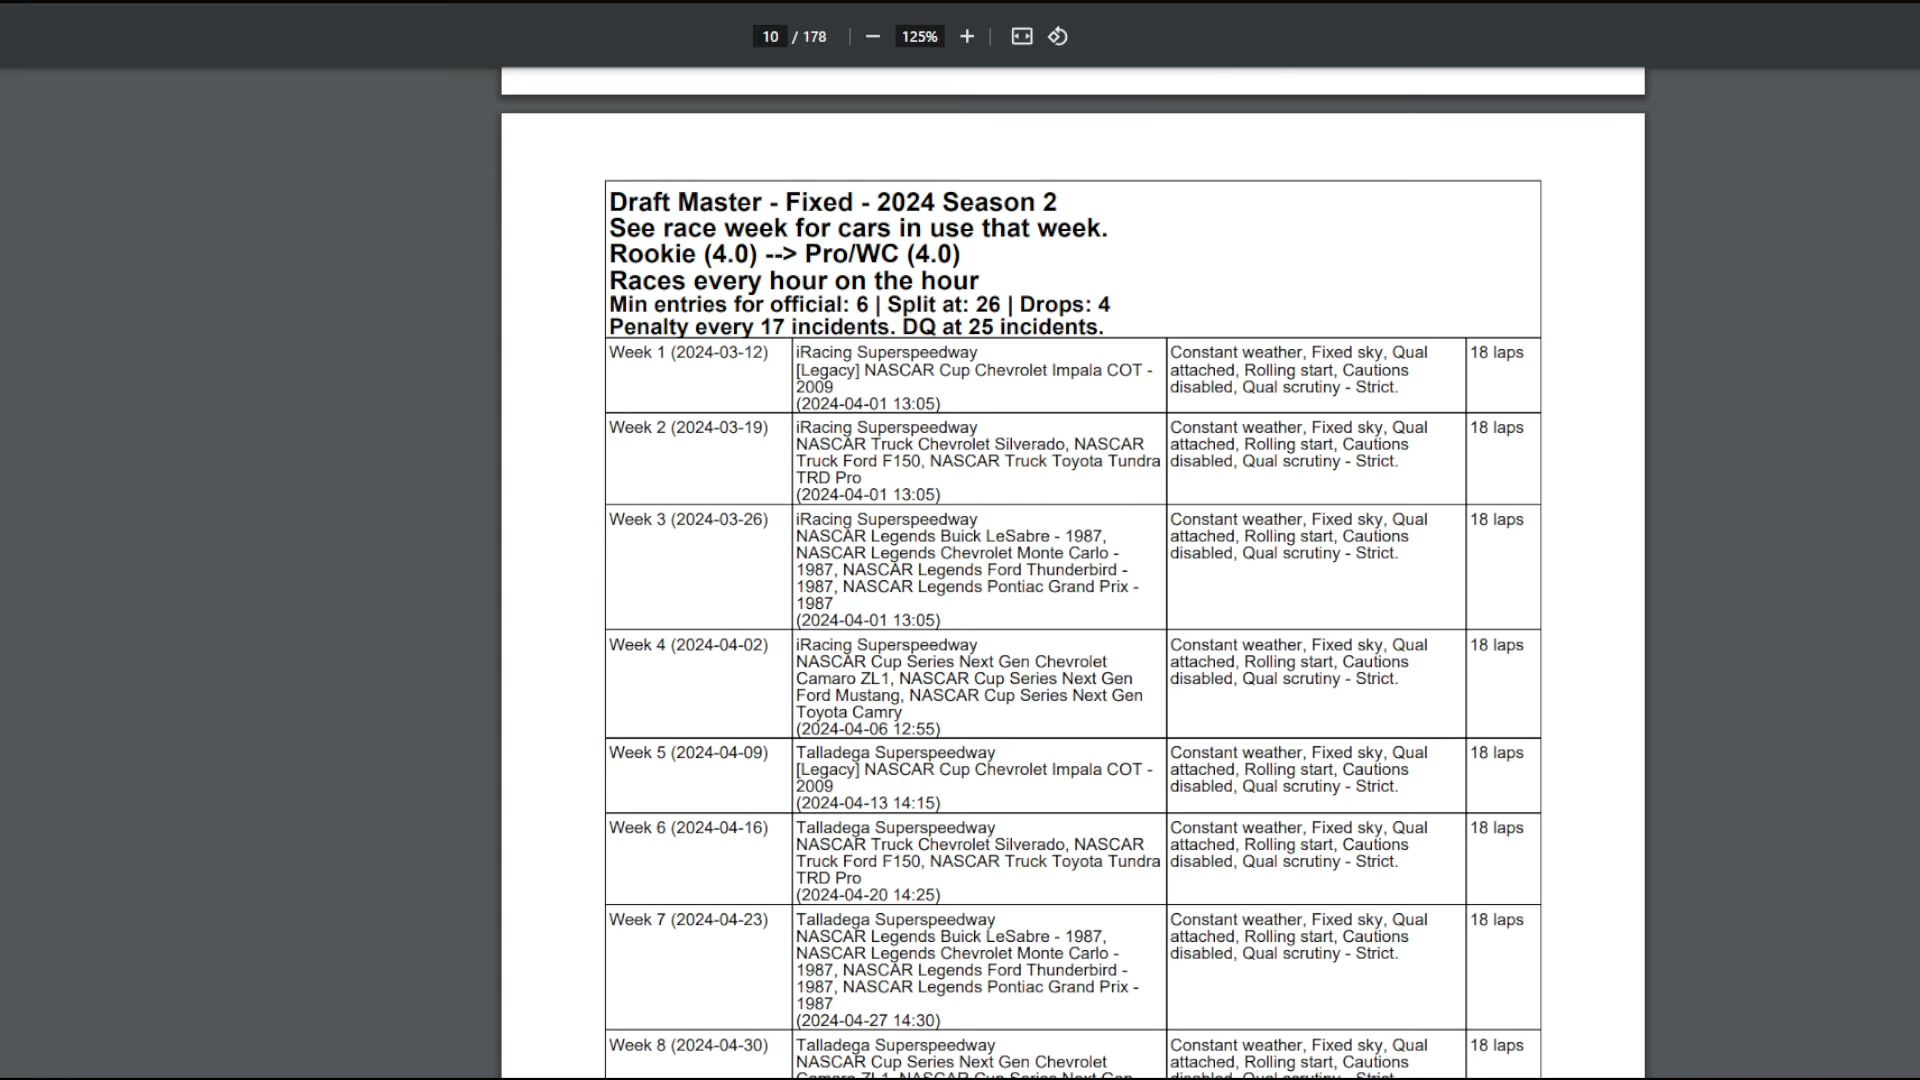 10 / 178 125%
Draft Master - Fixed - 2024 Season 2
See race week for cars in use that week.
Rookie (4.0) --> Pro/WC (4.0)
Races every hour on the hour
Min entries for official: 6 | Split at: 26 | Drops: 4
Penalty every 17 incidents. DQ at 25 incidents.
Week 1 (2024-03-12)
iRacing Superspeedway
[Legacy] NASCAR Cup Chevrolet Impala COT -
2009
(2024-04-01 13:05)
Constant weather, Fixed sky, Qual
attached, Rolling start, Cautions
disabled, Qual scrutiny - Strict.
18 laps
Week 2 (2024-03-19)
iRacing Superspeedway
NASCAR Truck Chevrolet Silverado, NASCAR
Truck Ford F150, NASCAR Truck Toyota Tundra
TRD Pro
(2024-04-01 13:05)
Constant weather, Fixed sky, Qual
attached, Rolling start, Cautions
disabled, Qual scrutiny - Strict.
18 laps
Week 3 (2024-03-26)
iRacing Superspeedway
NASCAR Legends Buick LeSabre - 1987,
NASCAR Legends Chevrolet Monte Carlo -
1987, NASCAR Legends Ford Thunderbird -
1987, NASCAR Legends Pontiac Grand Prix -
1987
(2024-04-01 13:05)
Constant weather, Fixed sky, Qual
attached, Rolling start, Cautions
disabled, Qual scrutiny - Strict.
18 laps
Week 4 (2024-04-02)
iRacing Superspeedway
NASCAR Cup Series Next Gen Chevrolet
Camaro ZL1, NASCAR Cup Series Next Gen
Ford Mustang, NASCAR Cup Series Next Gen
Toyota Camry
(2024-04-06 12:55)
Constant weather, Fixed sky, Qual
attached, Rolling start, Cautions
disabled, Qual scrutiny - Strict.
18 laps
Week 5 (2024-04-09)
Talladega Superspeedway
[Legacy] NASCAR Cup Chevrolet Impala COT -
2009
(2024-04-13 14:15)
Constant weather, Fixed sky, Qual
attached, Rolling start, Cautions
disabled, Qual scrutiny - Strict.
18 laps
Week 6 (2024-04-16)
Talladega Superspeedway
NASCAR Truck Chevrolet Silverado, NASCAR
Truck Ford F150, NASCAR Truck Toyota Tundra
TRD Pro
(2024-04-20 14:25)
Constant weather, Fixed sky, Qual
attached, Rolling start, Cautions
disabled, Qual scrutiny - Strict.
18 laps
Week 7 (2024-04-23)
Talladega Superspeedway
NASCAR Legends Buick LeSabre - 1987,
NASCAR Legends Chevrolet Monte Carlo -
1987, NASCAR Legends Ford Thunderbird -
1987, NASCAR Legends Pontiac Grand Prix -
1987
(2024-04-27 14:30)
Constant weather, Fixed sky, Qual
attached, Rolling start, Cautions
disabled, Qual scrutiny - Strict.
18 laps
Week 8 (2024-04-30)
Talladega Superspeedway
NASCAR Cup Series Next Gen Chevrolet
Constant weather, Fixed sky, Qual
attached, Rolling start, Cautions
18 laps